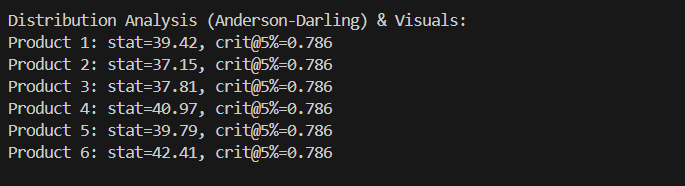 Distribution Analysis (Anderson-Darling) & Visuals:
Product 1: stat=39.42, crit@5%=0.786
Product 2: stat=37.15, crit@5%=0.786
Product 3: stat=37.81, crit@5%=0.786
Product 4: stat=40.97, crit@5%=0.786
Product 5: stat=39.79, crit@5%=0.786
Product 6: stat=42.41, crit@5%=0.786